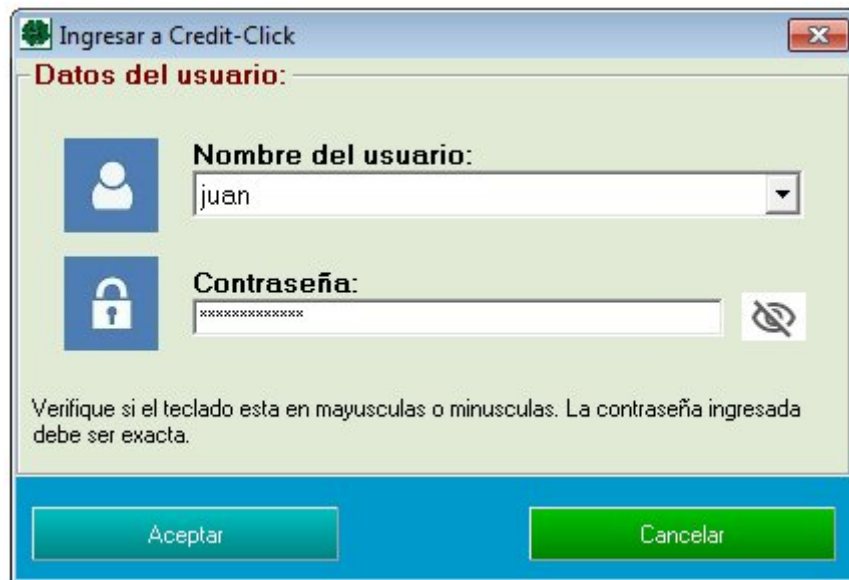 Ingresar a Credit-Click
Datos del usuario:
Nombre del usuario:
juan
Contraseña:
*************
Verifique si el teclado esta en mayusculas o minusculas. La contraseña ingresada
debe ser exacta.
Aceptar
Cancelar